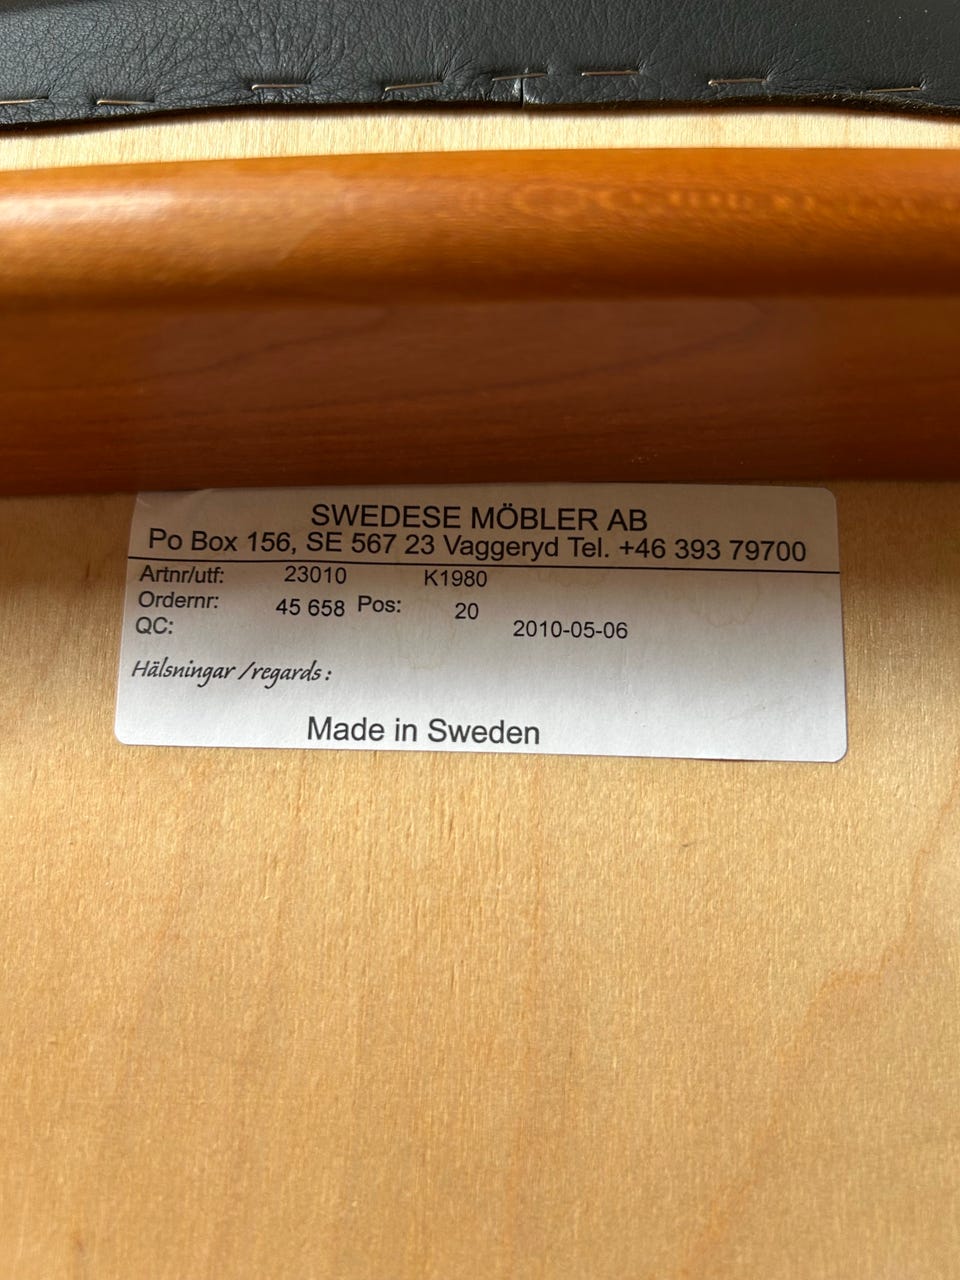 SWEDESE MÖBLER AB
Po Box 156, SE 567 23 Vaggeryd Tel. +46 393 79700
Artnr/utf: 23010 K1980
Ordernr: 45 658 Pos: 20
QC: 2010-05-06
Hälsningar /regards :
Made in Sweden